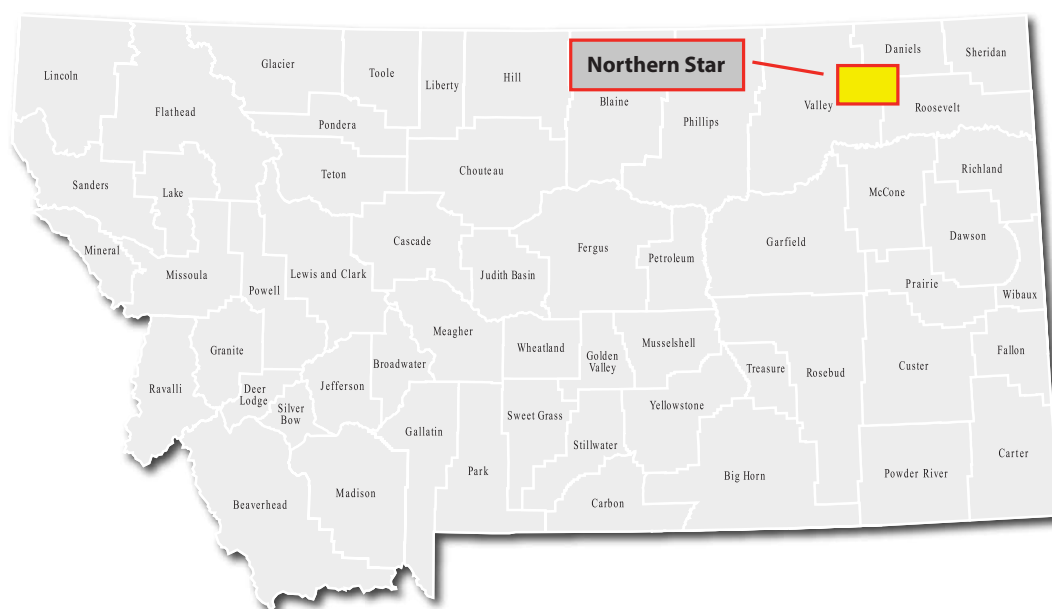 Lincoln
Flathead
Glacier
Toole
Liberty
Hill
Northern Star
Blaine
Phillips
Valley
Daniels
Sheridan
Roosevelt
Pondera
Teton
Chouteau
Sanders
Lake
Richland
McCone
Mineral
Missoula
Powell
Lewis and Clark
Cascade
Judith Basin
Fergus
Petroleum
Garfield
Dawson
Prairie
Wibaux
Granite
Ravalli
Deer
Lodge
Silver
Bow
Jefferson
Broadwater
Meagher
Wheatland
Golden
Valley
Musselshell
Treasure
Rosebud
Custer
Fallon
Gallatin
Park
Sweet Grass
Stillwater
Yellowstone
Carbon
Big Horn
Powder River
Carter
Beaverhead
Madison